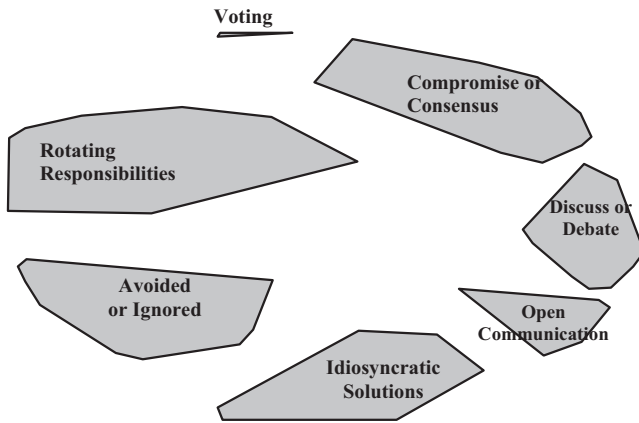 Voting
Compromise or
Consensus
Rotating
Responsibilities
Discuss or
Debate
Avoided
or Ignored
Open
Communication
Idiosyncratic
Solutions